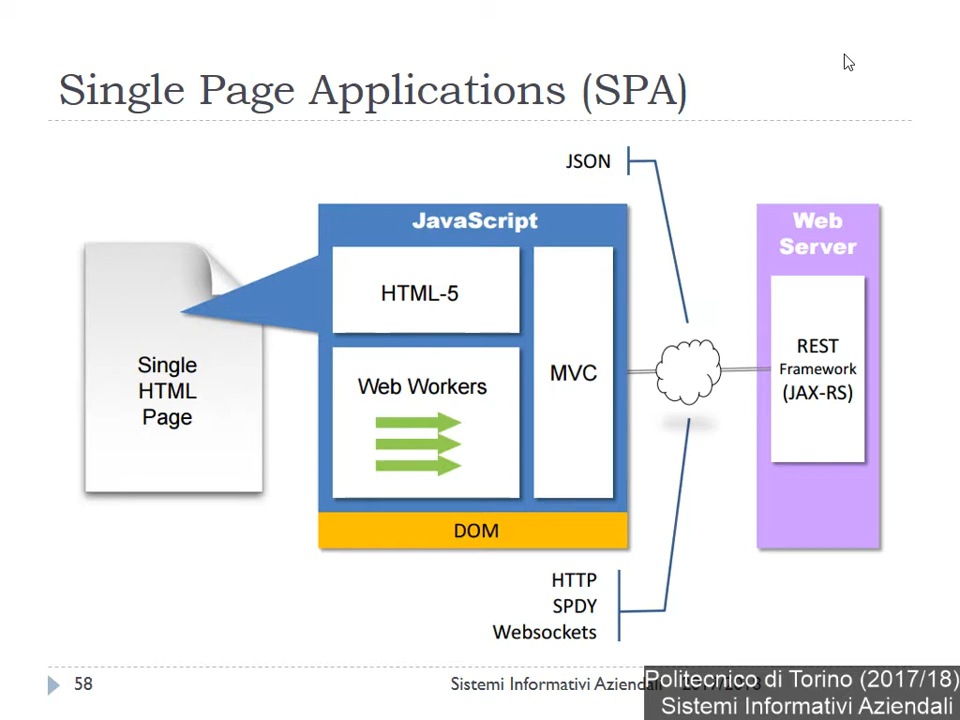 Single Page Applications (SPA)
JSON
JavaScript
Web
Server
HTML-5
Single
HTML
Page
Web Workers
MVC
REST
Framework
(JAX-RS)
DOM
HTTP
SPDY
Websockets
58
Sistemi Informativi Aziendali
Politecnico di Torino (2017/18)
Sistemi Informativi Aziendali